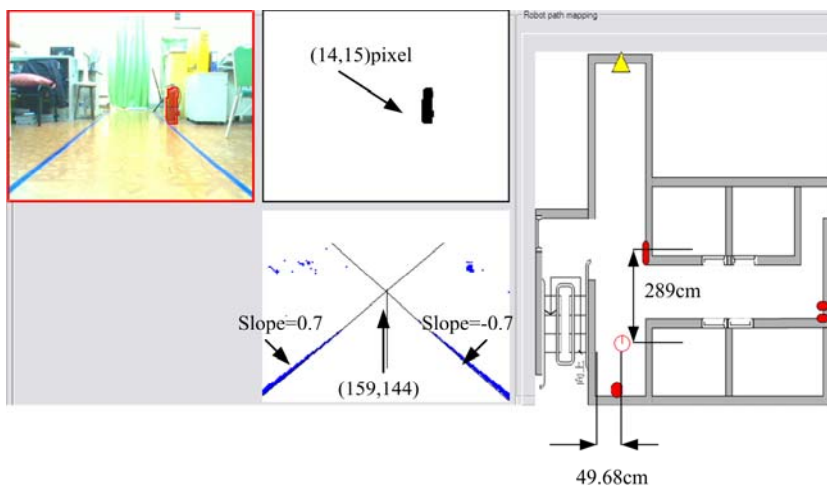 Robot path mapping
(14,15)pixel
289cm
Slope=0.7
Slope=-0.7
(159,144)
49.68cm